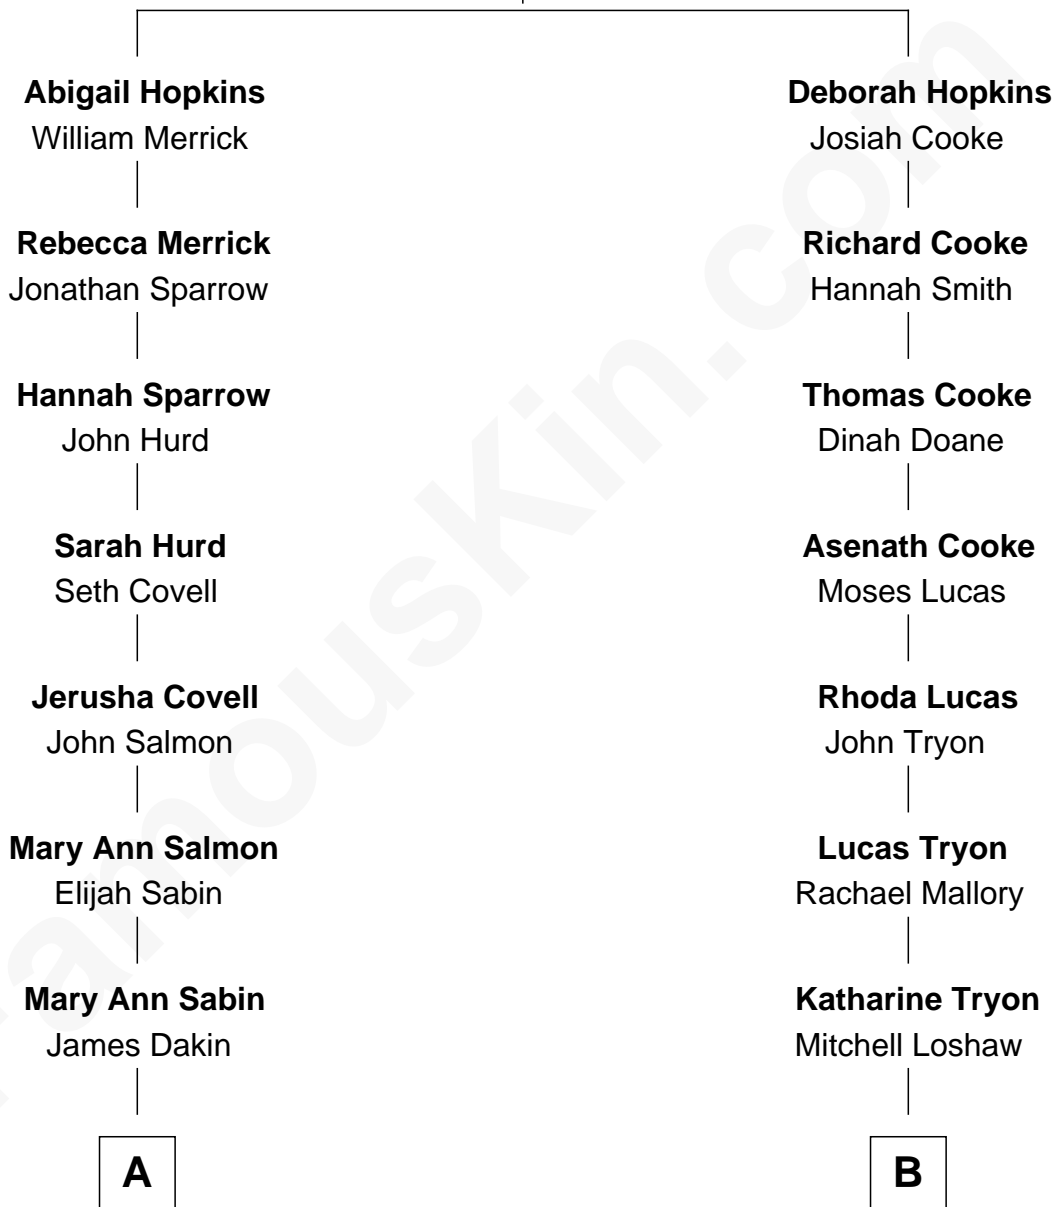 Abigail Hopkins
William Merrick
Deborah Hopkins
Josiah Cooke
Rebecca Merrick
Jonathan Sparrow
Richard Cooke
Hannah Smith
Hannah Sparrow
John Hurd
Thomas Cooke
Dinah Doane
Sarah Hurd
Seth Covell
Asenath Cooke
Moses Lucas
Jerusha Covell
John Salmon
Rhoda Lucas
John Tryon
Mary Ann Salmon
Elijah Sabin
Lucas Tryon
Rachael Mallory
Mary Ann Sabin
James Dakin
Katharine Tryon
Mitchell Loshaw
A
B
FamousKin.com